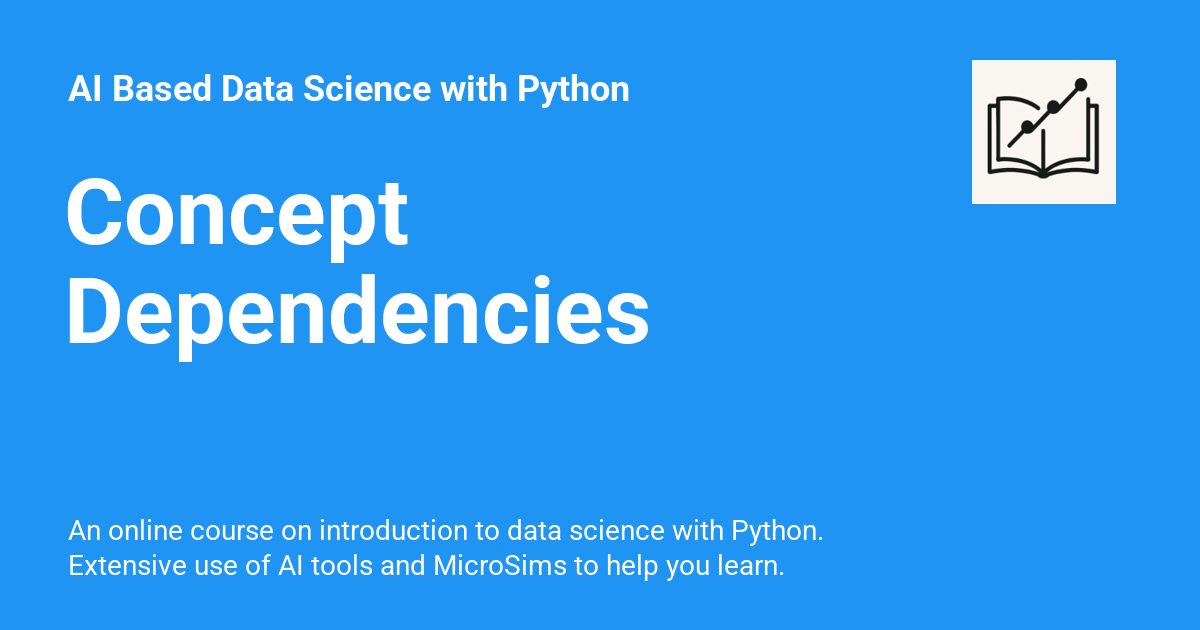 AI Based Data Science with Python
Concept
Dependencies
An online course on introduction to data science with Python.
Extensive use of AI tools and MicroSims to help you learn.